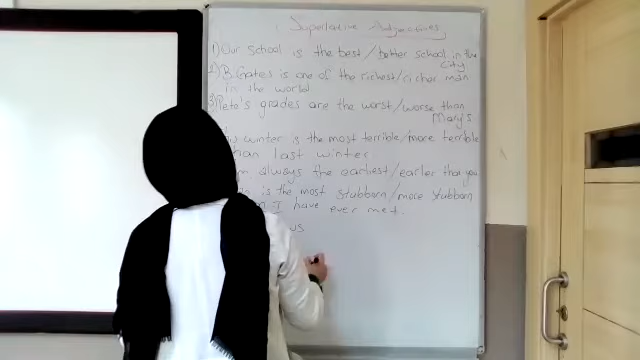 Superlative Adjectives
1) Our school is the best / better school in the
city
2) B. Gates is one of the richest / richer man
in the world
3) Pete's grades are the worst / worse than
Mary's
winter is the most terrible / more terrible
than last winter
always the earliest / earlier than you
is the most stubborn / more stubborn
I have ever met.
us